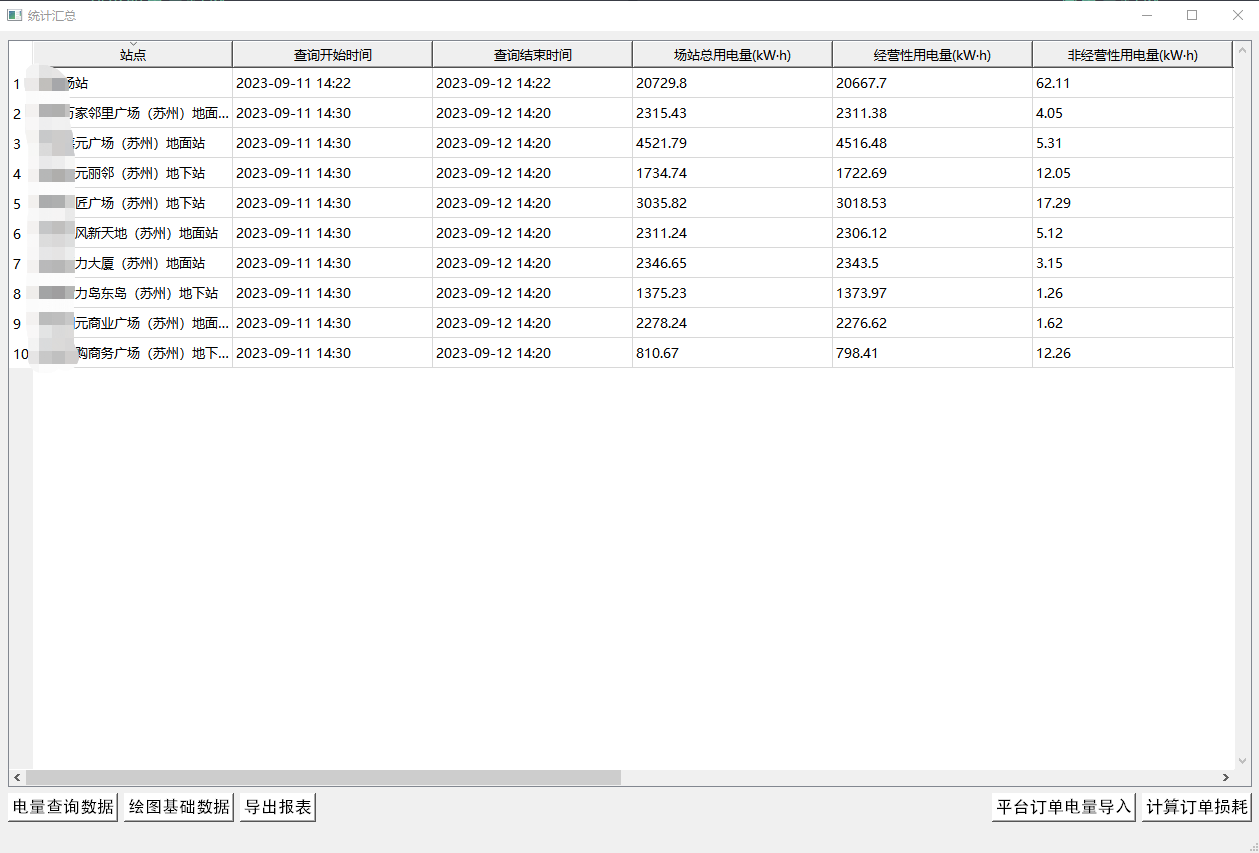 统计汇总
站点 查询开始时间 查询结束时间 场站总用电量(kW·h) 经营性用电量(kW·h) 非经营性用电量(kW·h)
1 场站 2023-09-11 14:22 2023-09-12 14:22 20729.8 20667.7 62.11
2 万家邻里广场（苏州）地面... 2023-09-11 14:30 2023-09-12 14:20 2315.43 2311.38 4.05
3 元广场（苏州）地面站 2023-09-11 14:30 2023-09-12 14:20 4521.79 4516.48 5.31
4 元丽邻（苏州）地下站 2023-09-11 14:30 2023-09-12 14:20 1734.74 1722.69 12.05
5 匠广场（苏州）地下站 2023-09-11 14:30 2023-09-12 14:20 3035.82 3018.53 17.29
6 风新天地（苏州）地面站 2023-09-11 14:30 2023-09-12 14:20 2311.24 2306.12 5.12
7 力大厦（苏州）地面站 2023-09-11 14:30 2023-09-12 14:20 2346.65 2343.5 3.15
8 力岛东岛（苏州）地下站 2023-09-11 14:30 2023-09-12 14:20 1375.23 1373.97 1.26
9 元商业广场（苏州）地面... 2023-09-11 14:30 2023-09-12 14:20 2278.24 2276.62 1.62
10 购商务广场（苏州）地下... 2023-09-11 14:30 2023-09-12 14:20 810.67 798.41 12.26
电量查询数据 绘图基础数据 导出报表 平台订单电量导入 计算订单损耗